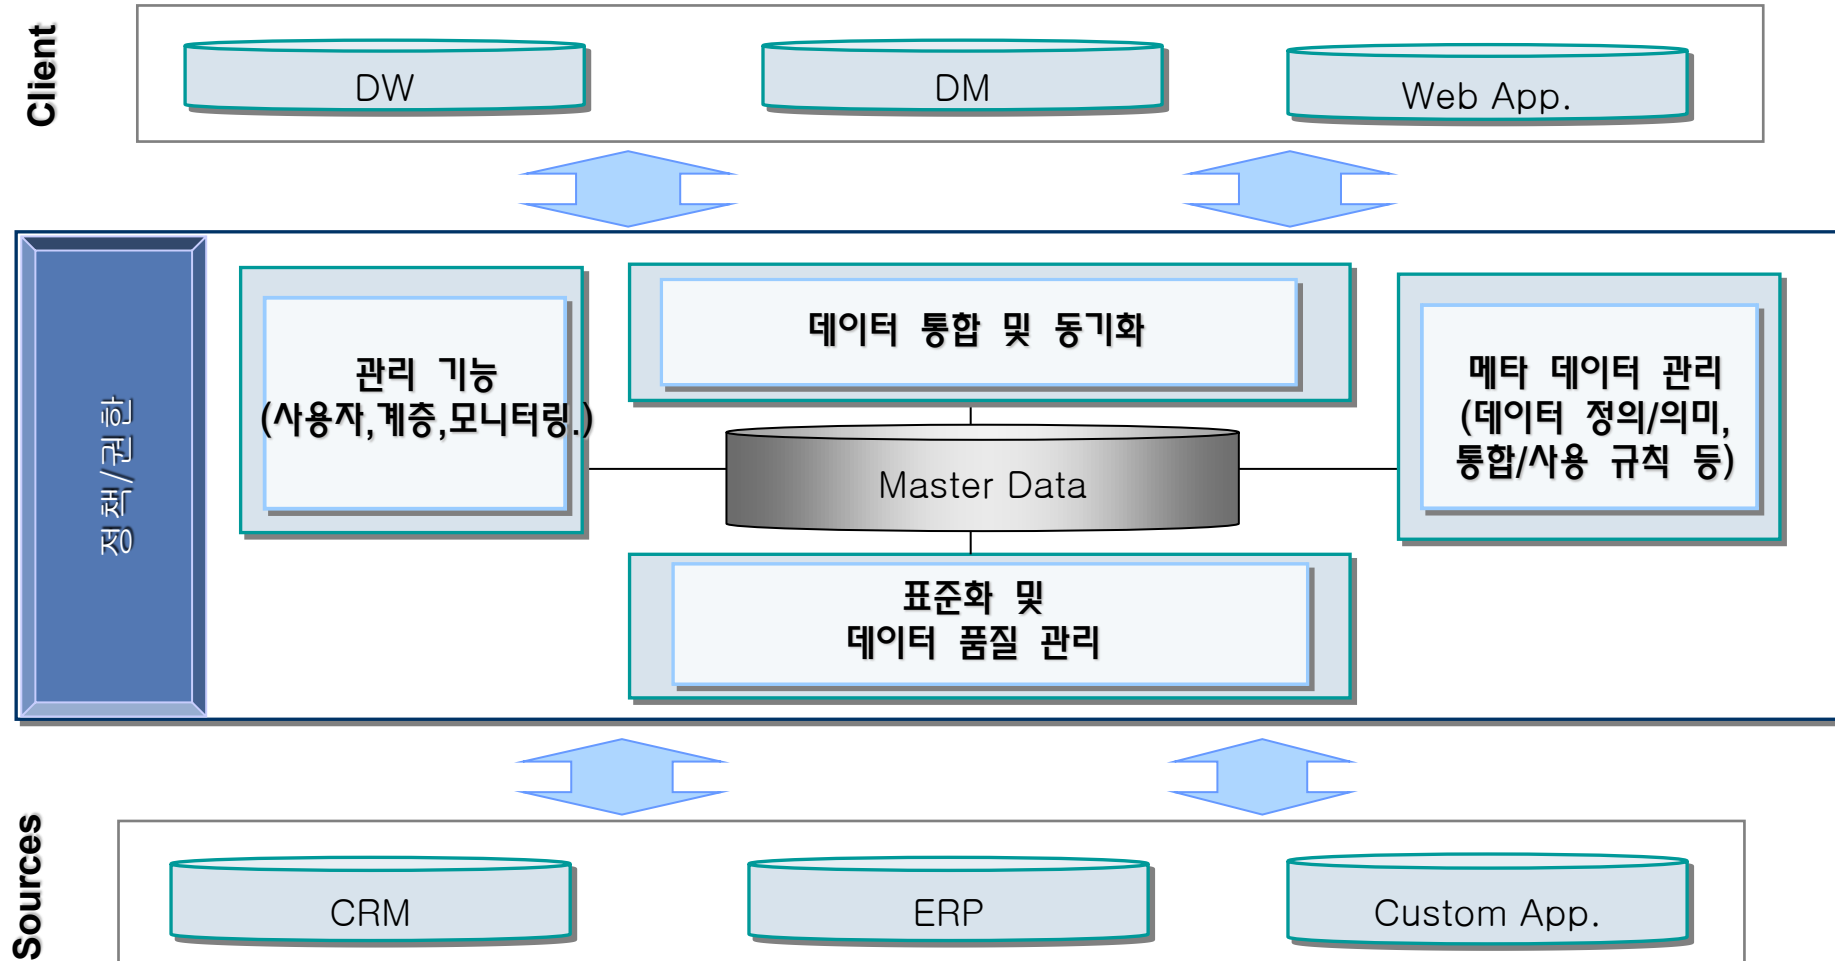 Client
DW
DM
Web App.
정책/권한
관리 기능
(사용자,계층,모니터링.)
데이터 통합 및 동기화
메타 데이터 관리
(데이터 정의/의미,
통합/사용 규칙 등)
Master Data
표준화 및
데이터 품질 관리
Sources
CRM
ERP
Custom App.